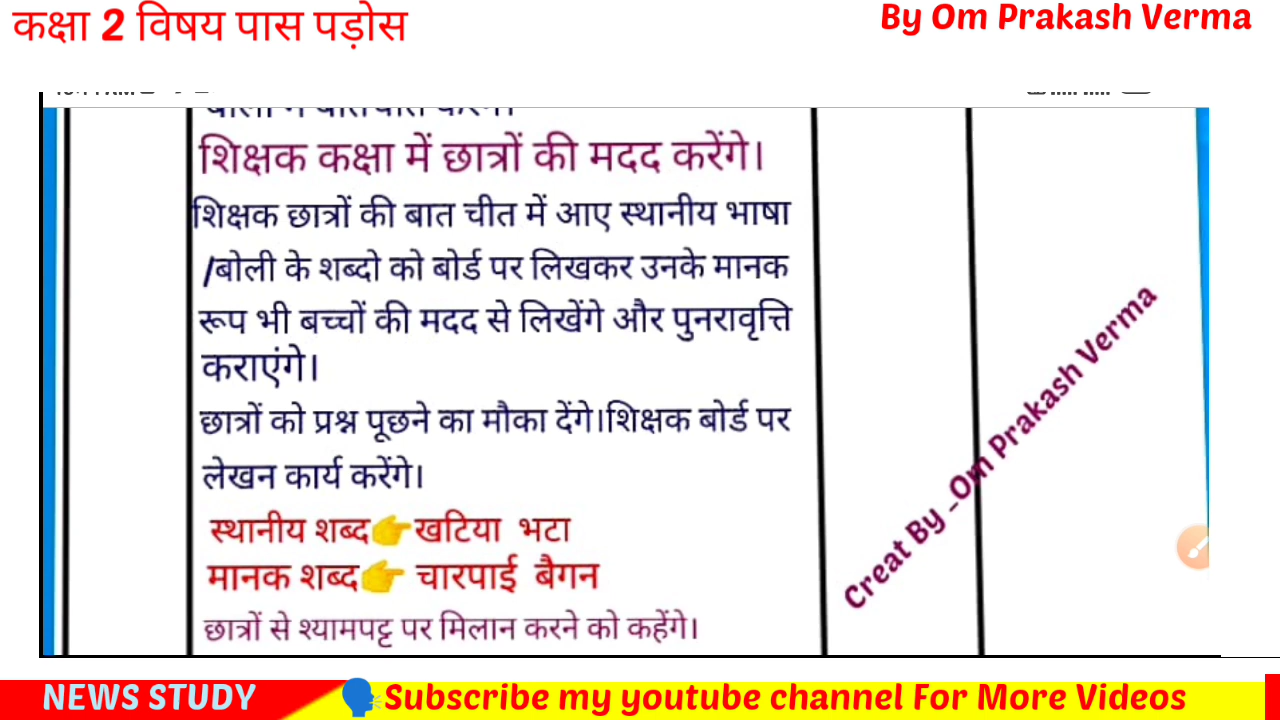 कक्षा 2 विषय पास पड़ोस
By Om Prakash Verma
शिक्षक कक्षा में छात्रों की मदद करेंगे।
शिक्षक छात्रों की बात चीत में आए स्थानीय भाषा
/बोली के शब्दो को बोर्ड पर लिखकर उनके मानक
रूप भी बच्चों की मदद से लिखेंगे और पुनरावृत्ति
कराएंगे।
छात्रों को प्रश्न पूछने का मौका देंगे।शिक्षक बोर्ड पर
लेखन कार्य करेंगे।
स्थानीय शब्द👉खटिया भटा
मानक शब्द👉 चारपाई बैगन
छात्रों से श्यामपट्ट पर मिलान करने को कहेंगे।
Creat By _Om Prakash Verma
NEWS STUDY
Subscribe my youtube channel For More Videos